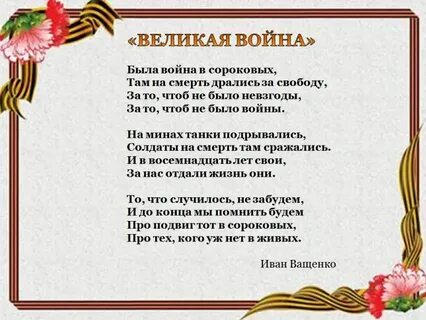 «ВЕЛИКАЯ ВОЙНА»
Была война в сороковых,
Там на смерть дрались за свободу,
За то, чтоб не было невзгоды,
За то, чтоб не было войны.
На минах танки подрывались,
Солдаты на смерть там сражались.
И в восемнадцать лет свои,
За нас отдали жизнь они.
То, что случилось, не забудем,
И до конца мы помнить будем
Про подвиг тот в сороковых,
Про тех, кого уж нет в живых.
Иван Ващенко